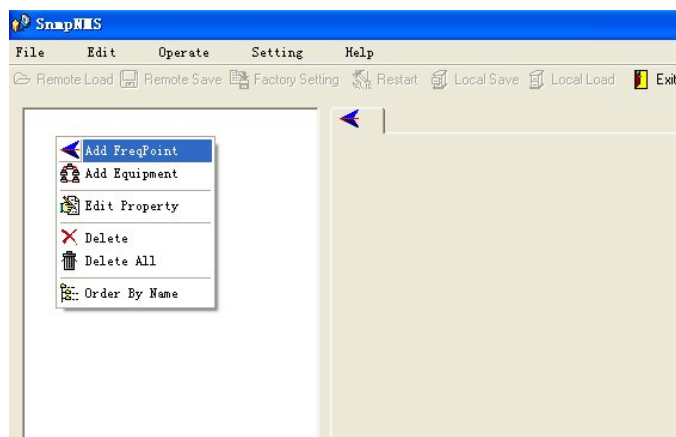 SnmpNMS
File Edit Operate Setting Help
Remote Load Remote Save Factory Setting Restart Local Save Local Load Exit
Add FreqPoint
Add Equipment
Edit Property
Delete
Delete All
Order By Name